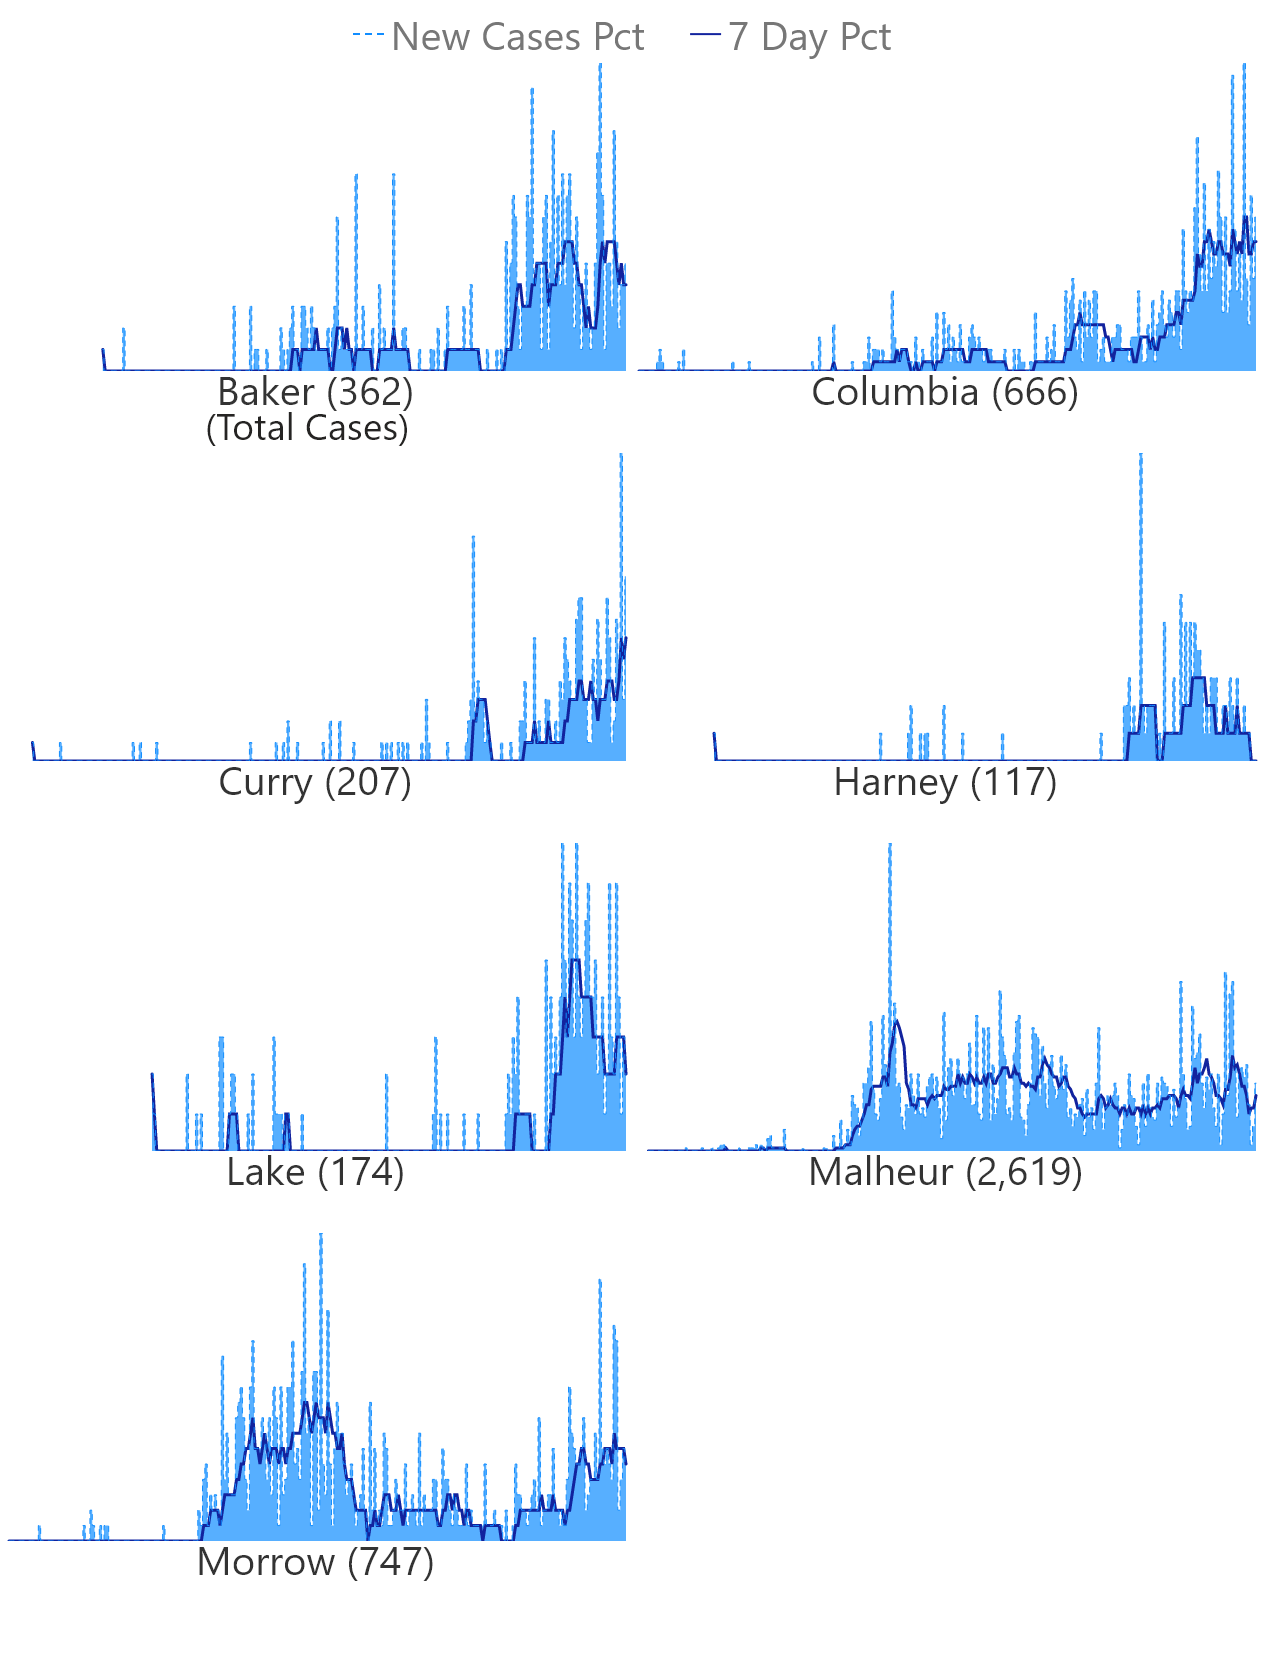 New Cases Pct 7 Day Pct
Baker (362) Columbia (666)
(Total Cases)
Curry (207) Harney (117)
Lake (174) Malheur (2,619)
Morrow (747)